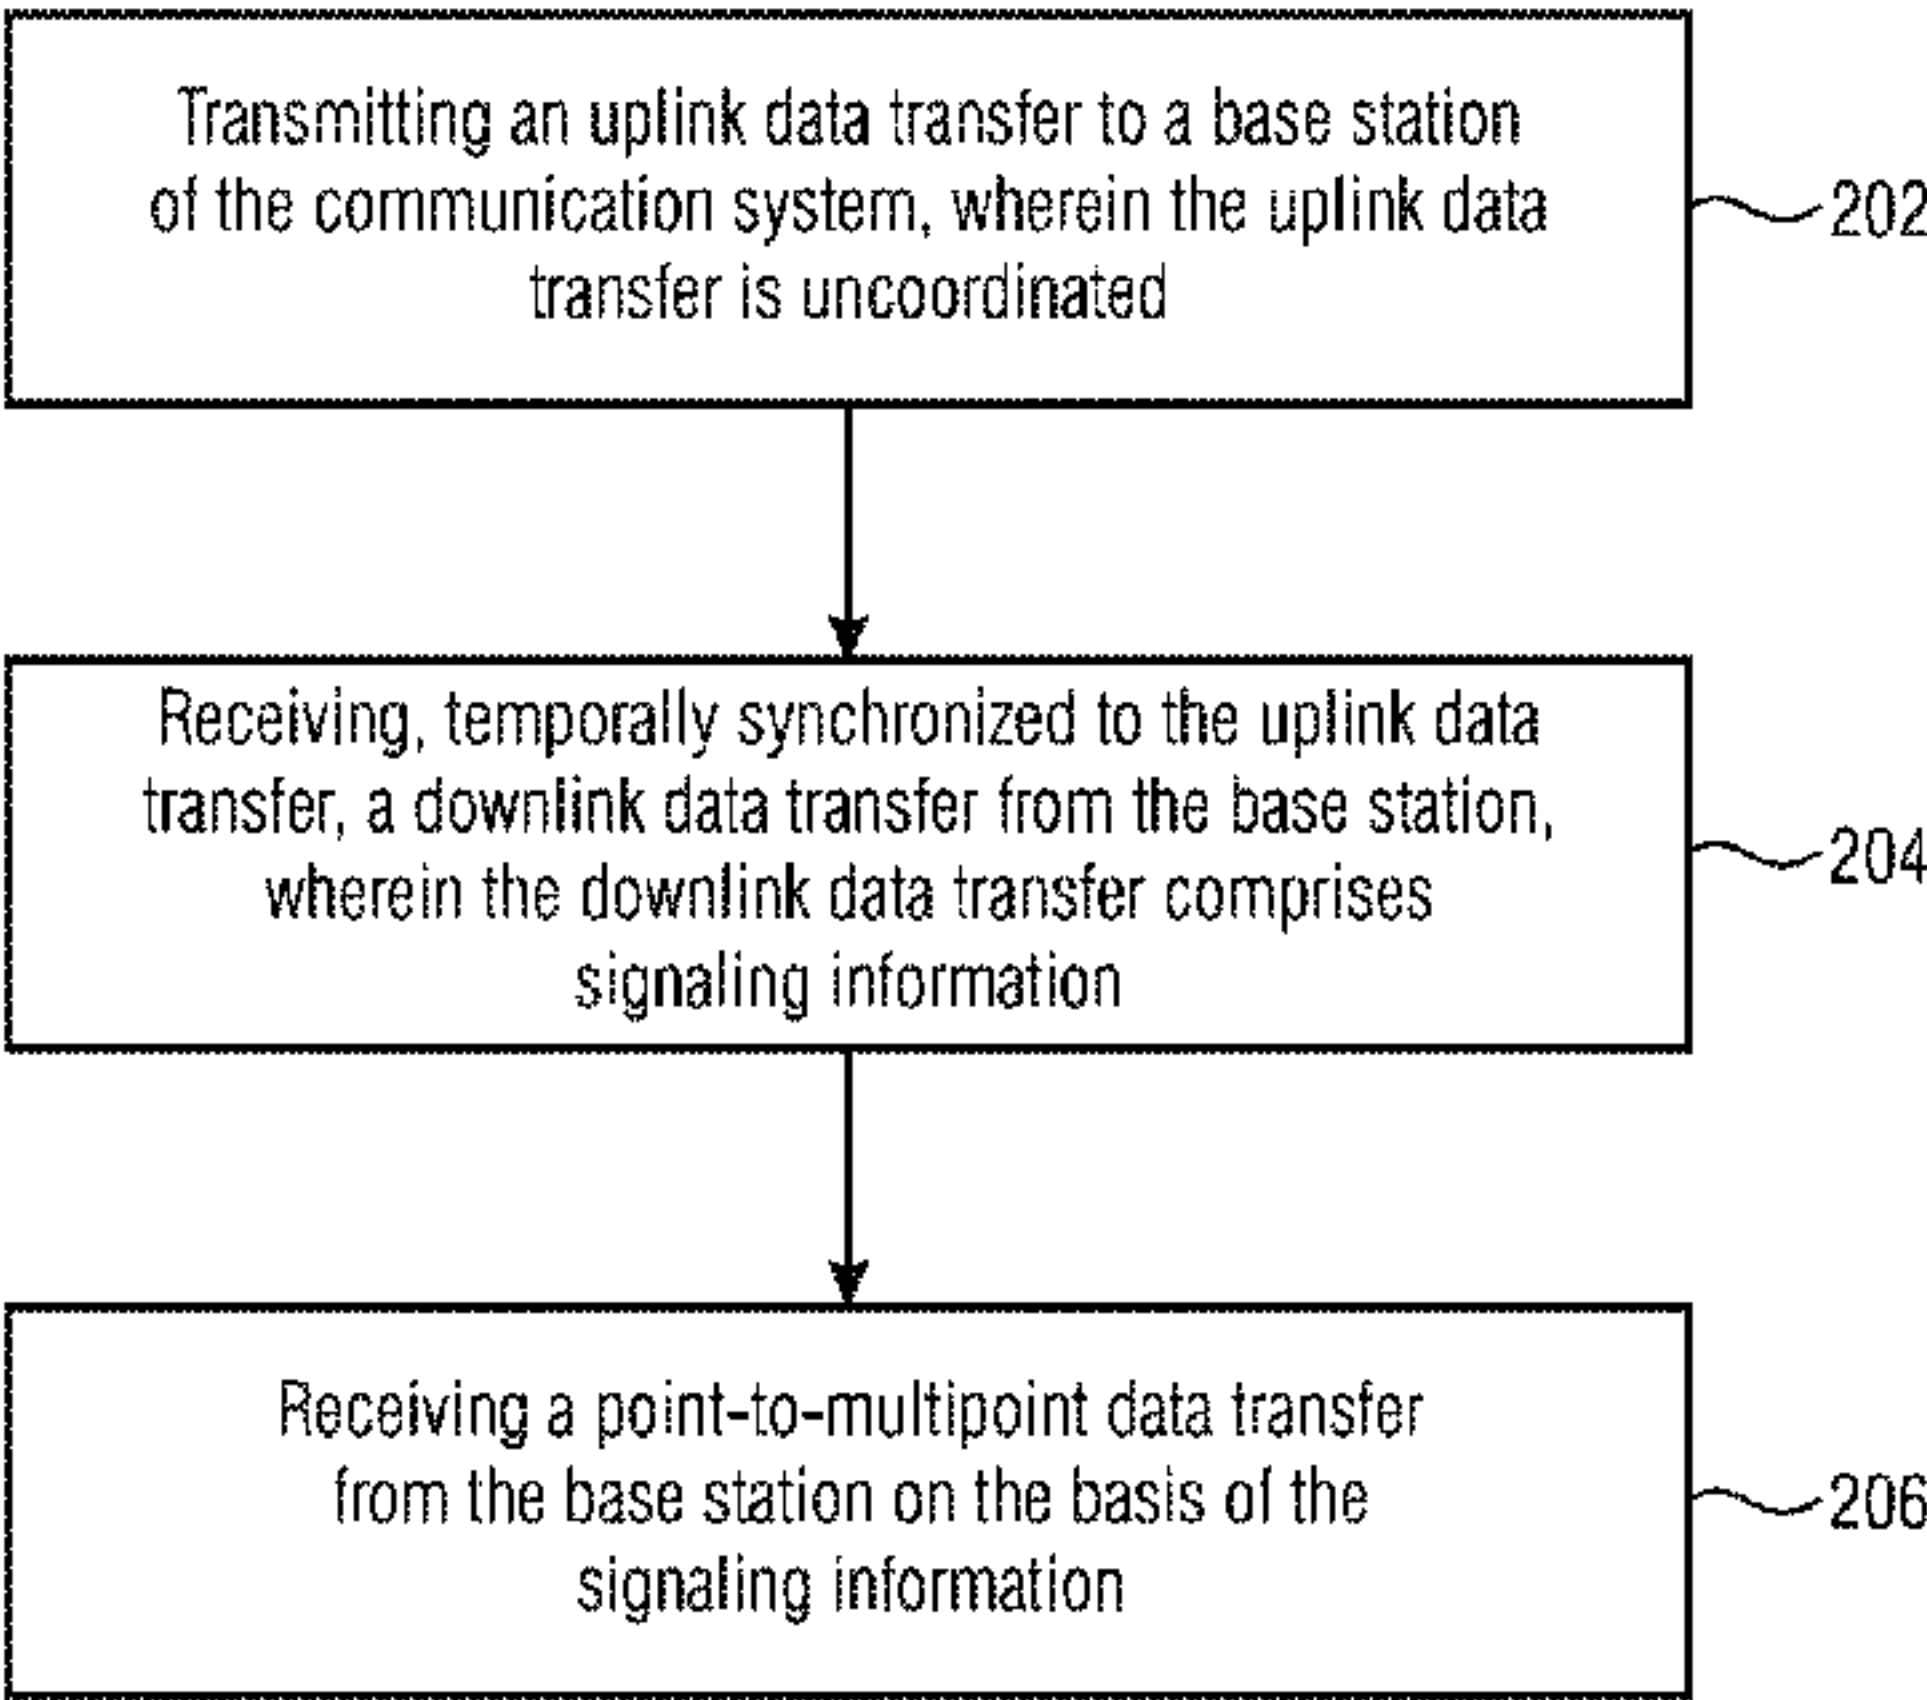 Transmitting an uplink data transfer to a base station
of the communication system, wherein the uplink data
transfer is uncoordinated
202
Receiving, temporally synchronized to the uplink data
transfer, a downlink data transfer from the base station,
wherein the downlink data transfer comprises
signaling information
204
Receiving a point-to-multipoint data transfer
from the base station on the basis of the
signaling information
206